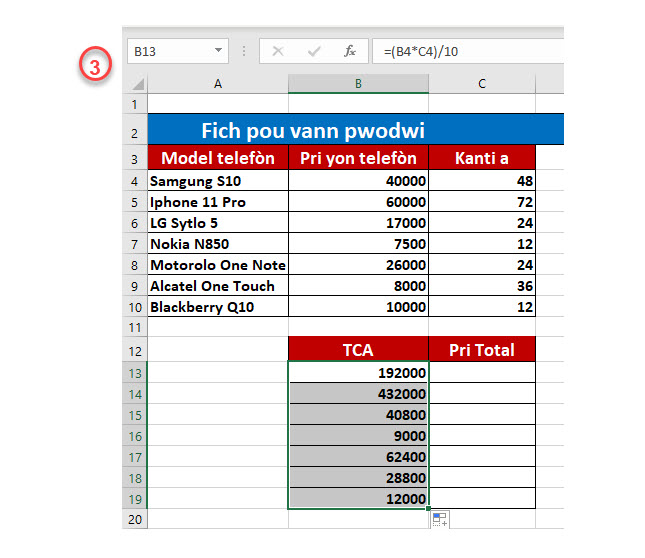 3
B13 fx =(B4*C4)/10
A B C
1
2 Fich pou vann pwodwi
3 Model telefòn Pri yon telefòn Kanti a
4 Samgung S10 40000 48
5 Iphone 11 Pro 60000 72
6 LG Sytlo 5 17000 24
7 Nokia N850 7500 12
8 Motorolo One Note 26000 24
9 Alcatel One Touch 8000 36
10 Blackberry Q10 10000 12
11
12 TCA Pri Total
13 192000
14 432000
15 40800
16 9000
17 62400
18 28800
19 12000
20